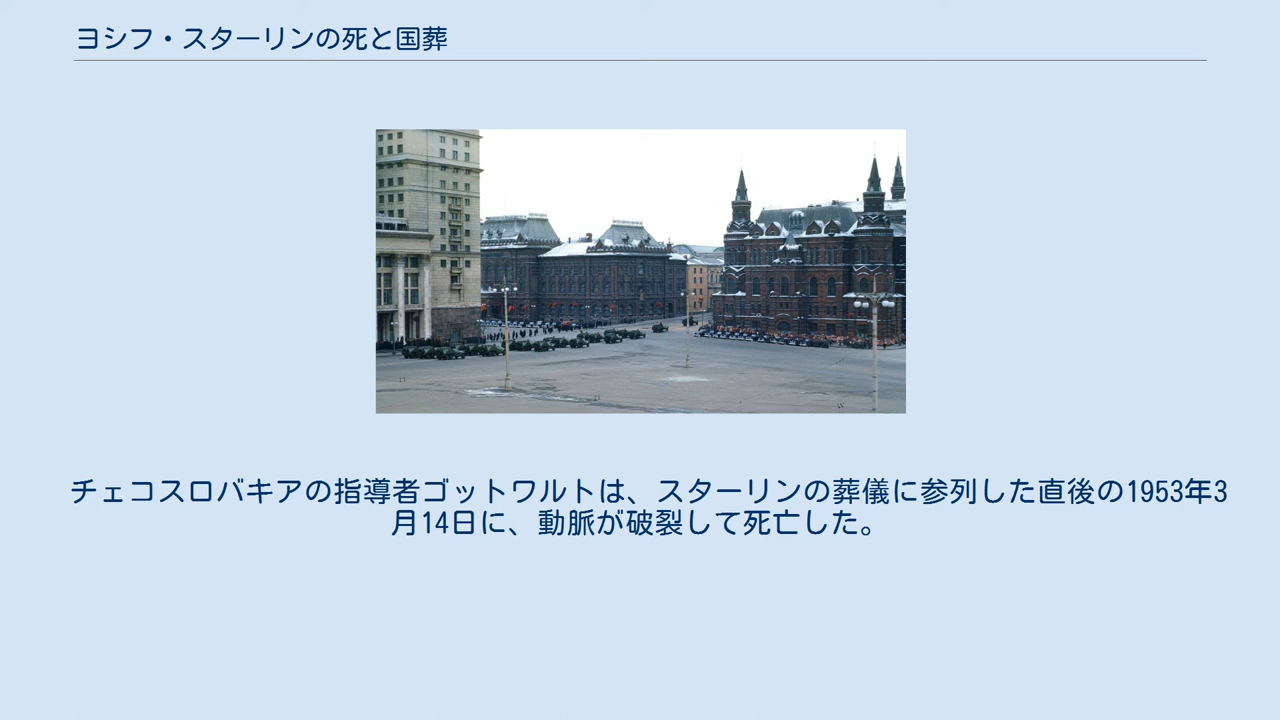 ヨシフ・スターリンの死と国葬
チェコスロバキアの指導者ゴットワルトは、スターリンの葬儀に参列した直後の1953年3
月14日に、動脈が破裂して死亡した。